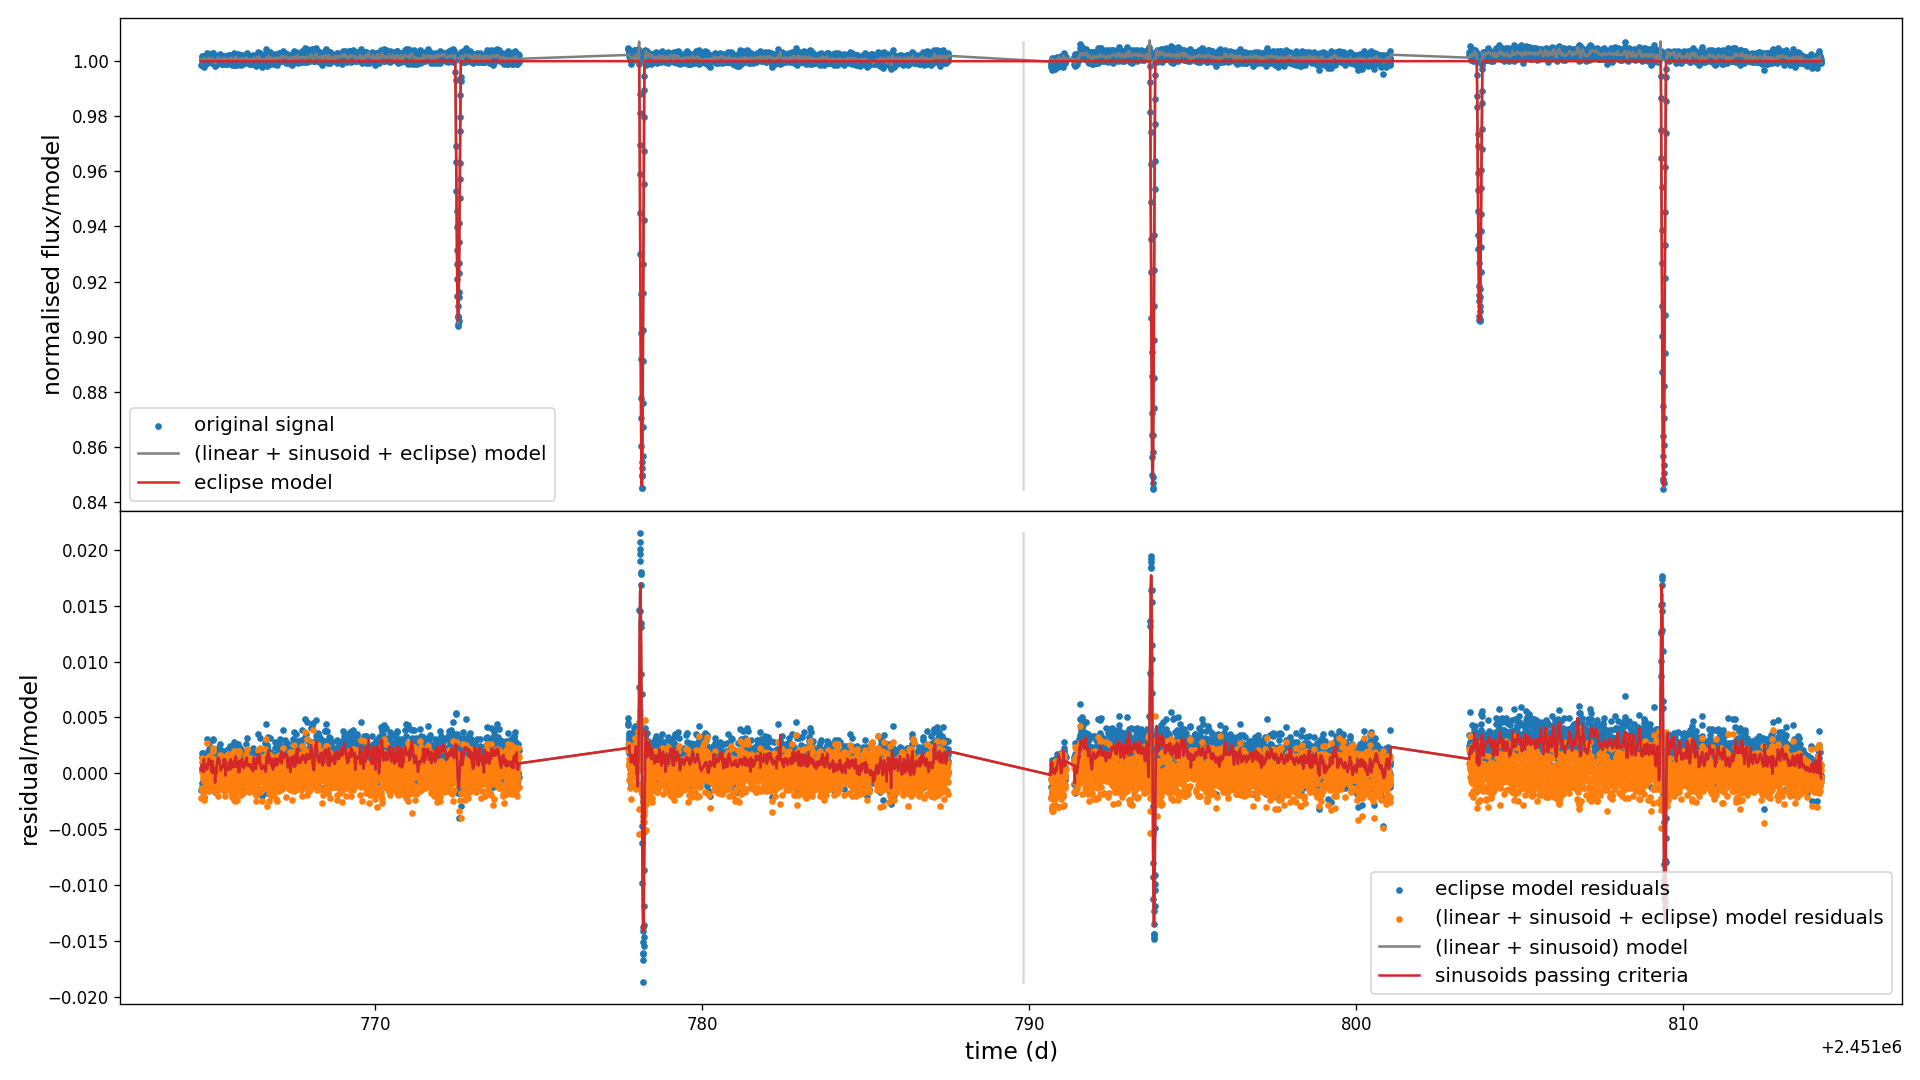 normalised flux/model
1.00
0.98
0.96
0.94
0.92
0.90
0.88
0.86
0.84
original signal
(linear + sinusoid + eclipse) model
eclipse model
residual/model
0.020
0.015
0.010
0.005
0.000
−0.005
−0.010
−0.015
−0.020
eclipse model residuals
(linear + sinusoid + eclipse) model residuals
(linear + sinusoid) model
sinusoids passing criteria
770
780
790
800
810
time (d)
+2.451e6